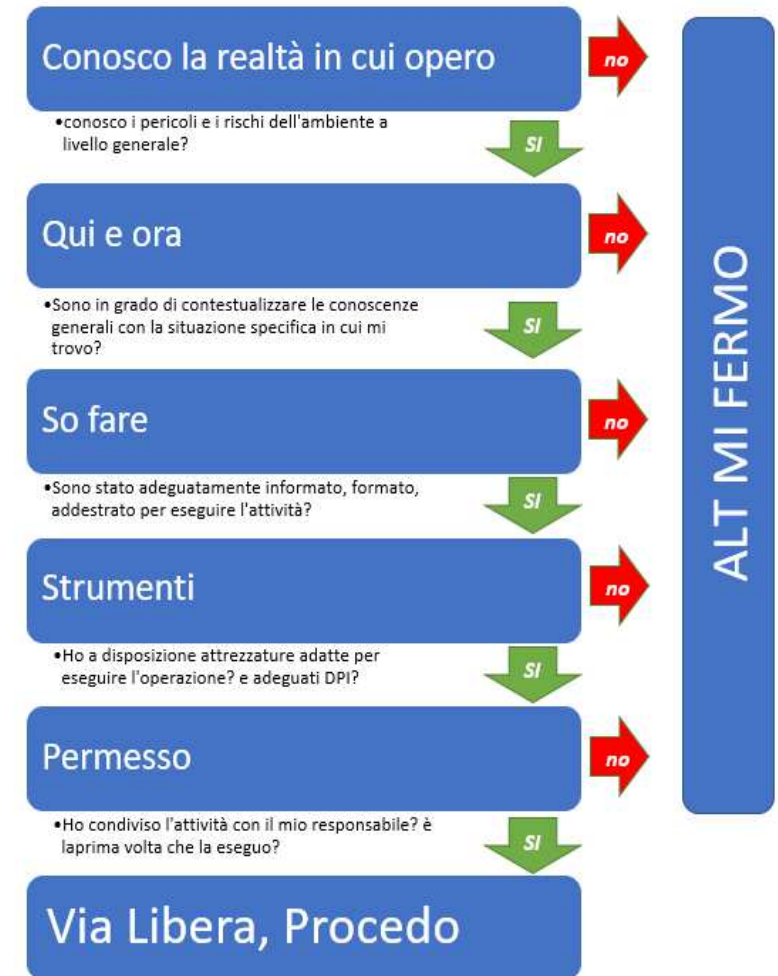 Conosco la realtà in cui opero
no
•conosco i pericoli e i rischi dell'ambiente a
livello generale?
SI
Qui e ora
no
•Sono in grado di contestualizzare le conoscenze
generali con la situazione specifica in cui mi
trovo?
SI
So fare
no
•Sono stato adeguatamente informato, formato,
addestrato per eseguire l'attività?
SI
Strumenti
no
•Ho a disposizione attrezzature adatte per
eseguire l'operazione? e adeguati DPI?
SI
Permesso
no
•Ho condiviso l'attività con il mio responsabile? è
laprima volta che la eseguo?
SI
Via Libera, Procedo
ALT MI FERMO